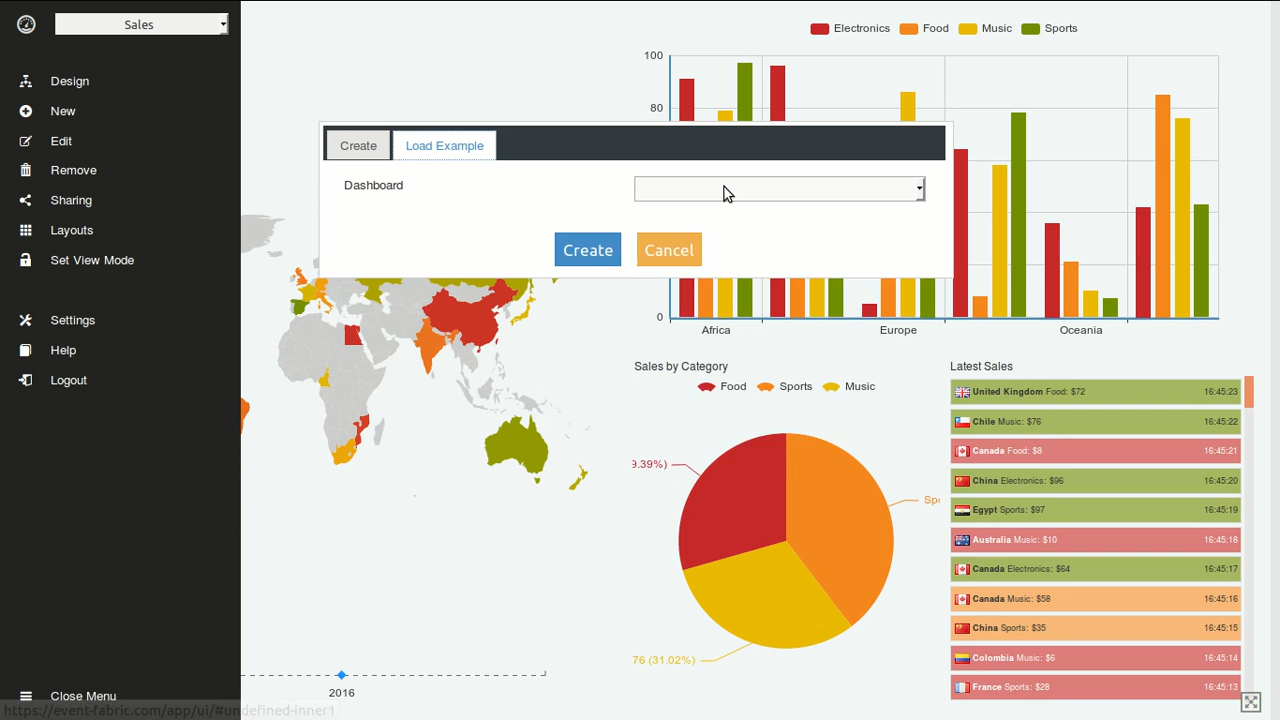 Sales
Design
New
Edit
Remove
Sharing
Layouts
Set View Mode
Settings
Help
Logout
Close Menu
https://event-fabric.com/app/ui/#undefined-inner1
Create
Load Example
Dashboard
Create
Cancel
Electronics Food Music Sports
100
80
0
Africa Europe Oceania
2016
Sales by Category
Food Sports Music
9.39%)
76 (31.02%)
Latest Sales
United Kingdom Food: $72 16:45:23
Chile Music: $76 16:45:22
Canada Food: $8 16:45:21
China Electronics: $96 16:45:20
Egypt Sports: $97 16:45:19
Australia Music: $10 16:45:18
Canada Electronics: $64 16:45:17
Canada Music: $58 16:45:16
China Sports: $35 16:45:15
Colombia Music: $6 16:45:14
France Sports: $28 16:45:13